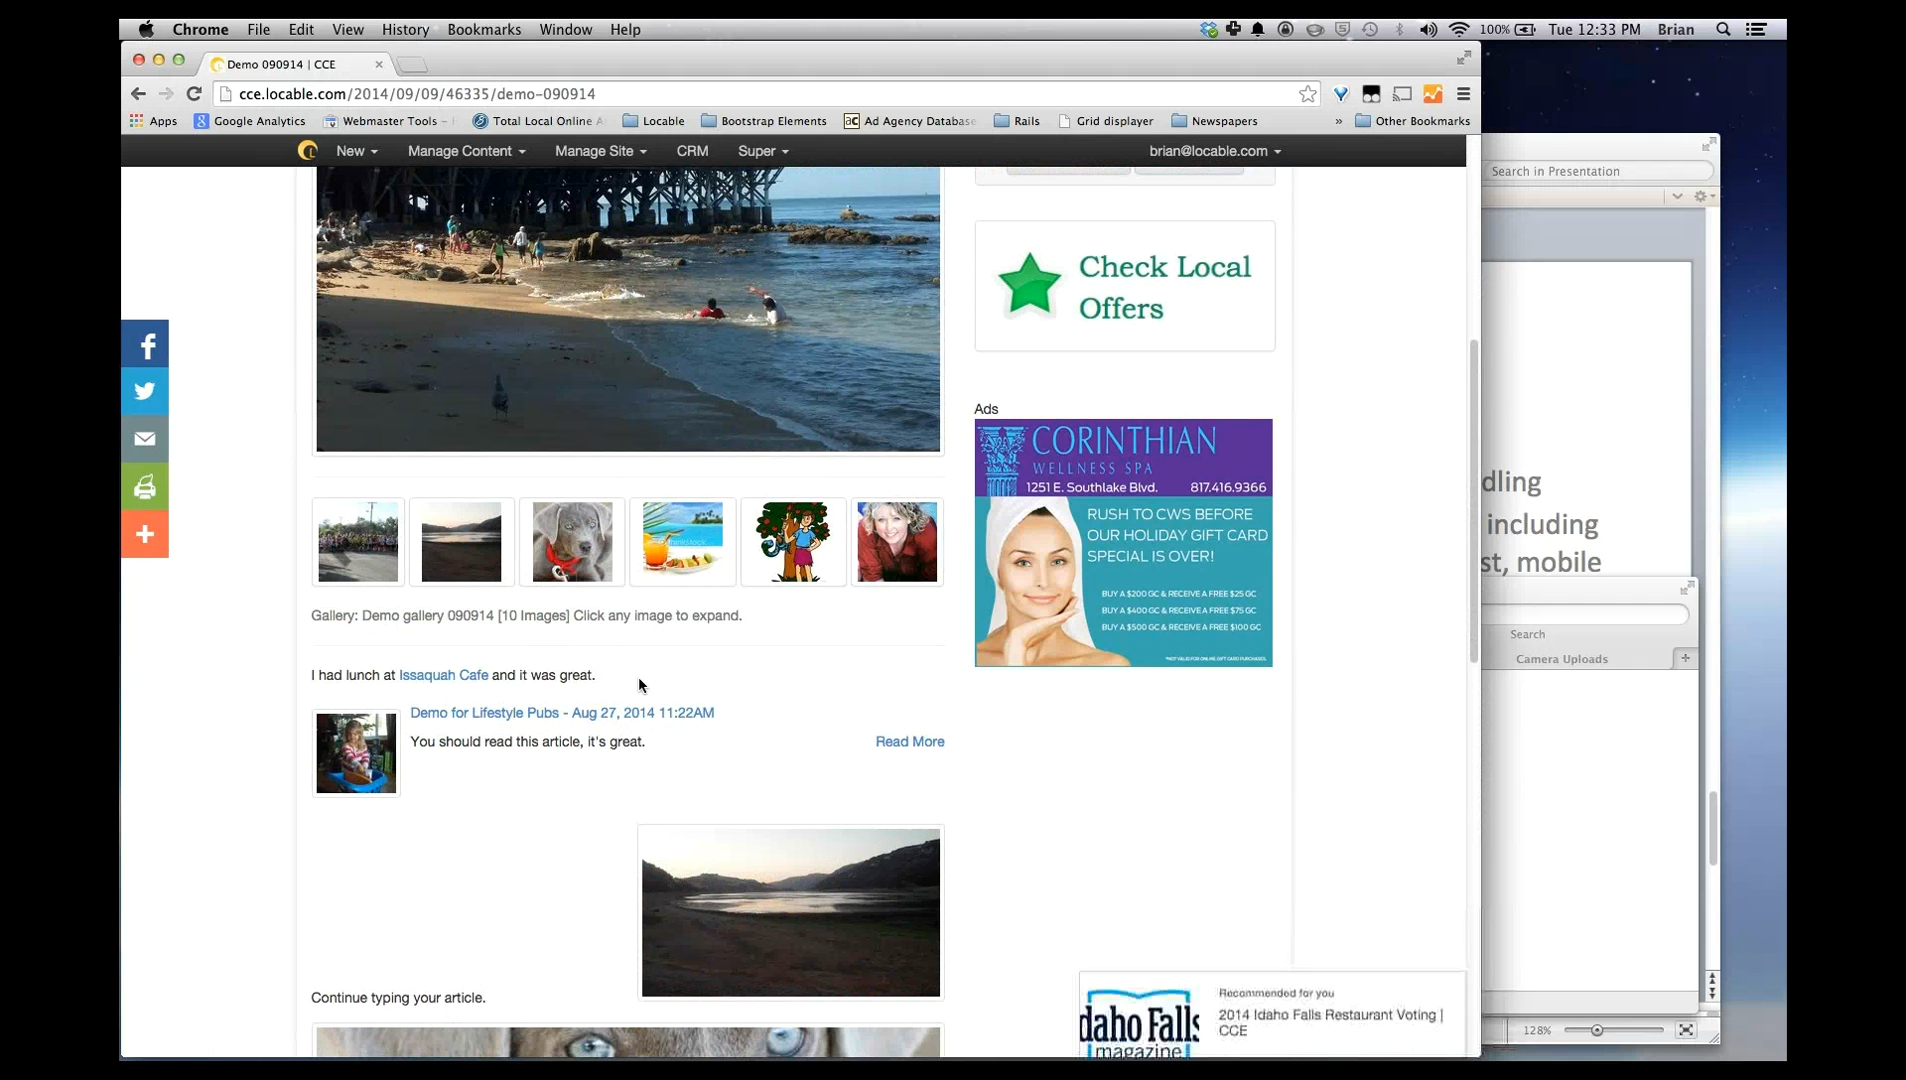 Chrome File Edit View History Bookmarks Window Help
100% Tue 12:33 PM Brian
Demo 090914 | CCE
cce.locable.com/2014/09/09/46335/demo-090914
Apps Google Analytics Webmaster Tools - Total Local Online A Locable Bootstrap Elements Ad Agency Database Rails Grid displayer Newspapers » Other Bookmarks
New Manage Content Manage Site CRM Super brian@locable.com
Search in Presentation
Check Local
Offers
Ads
CORINTHIAN
WELLNESS SPA
1251 E. Southlake Blvd. 817.416.9366
RUSH TO CWS BEFORE
OUR HOLIDAY GIFT CARD
SPECIAL IS OVER!
BUY A $200 GC & RECEIVE A FREE $25 GC
BUY A $400 GC & RECEIVE A FREE $75 GC
BUY A $500 GC & RECEIVE A FREE $100 GC
*NOT VALID FOR ONLINE GIFT CARD PURCHASES.
dling
including
st, mobile
Search
Camera Uploads
Gallery: Demo gallery 090914 [10 Images] Click any image to expand.
I had lunch at Issaquah Cafe and it was great.
Demo for Lifestyle Pubs - Aug 27, 2014 11:22AM
You should read this article, it's great.
Read More
Continue typing your article.
daho Falls
magazine
Recommended for you
2014 Idaho Falls Restaurant Voting |
CCE
128%